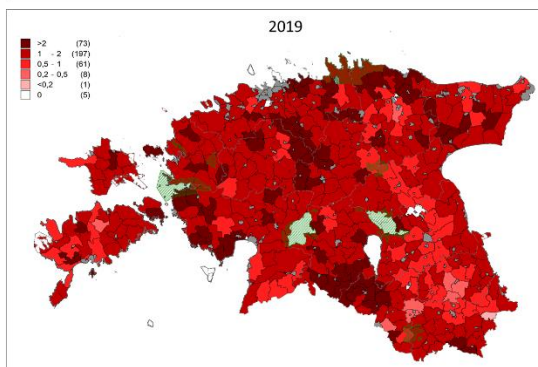 2019
>2 (73)
1 - 2 (197)
0,5 - 1 (61)
0,2 - 0,5 (8)
<0,2 (1)
0 (5)